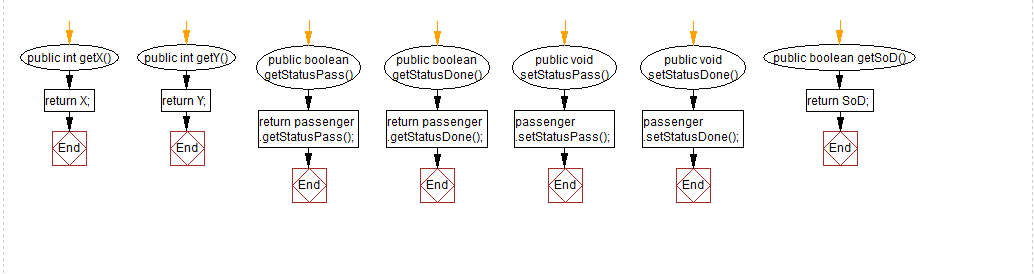 public int getX()
return X;
End
public int getY()
return Y;
End
public boolean
getStatusPass()
return passenger
.getStatusPass();
End
public boolean
getStatusDone()
return passenger
.getStatusDone();
End
public void
setStatusPass()
passenger
.setStatusPass();
End
public void
setStatusDone()
passenger
.setStatusDone();
End
public boolean getSoD()
return SoD;
End